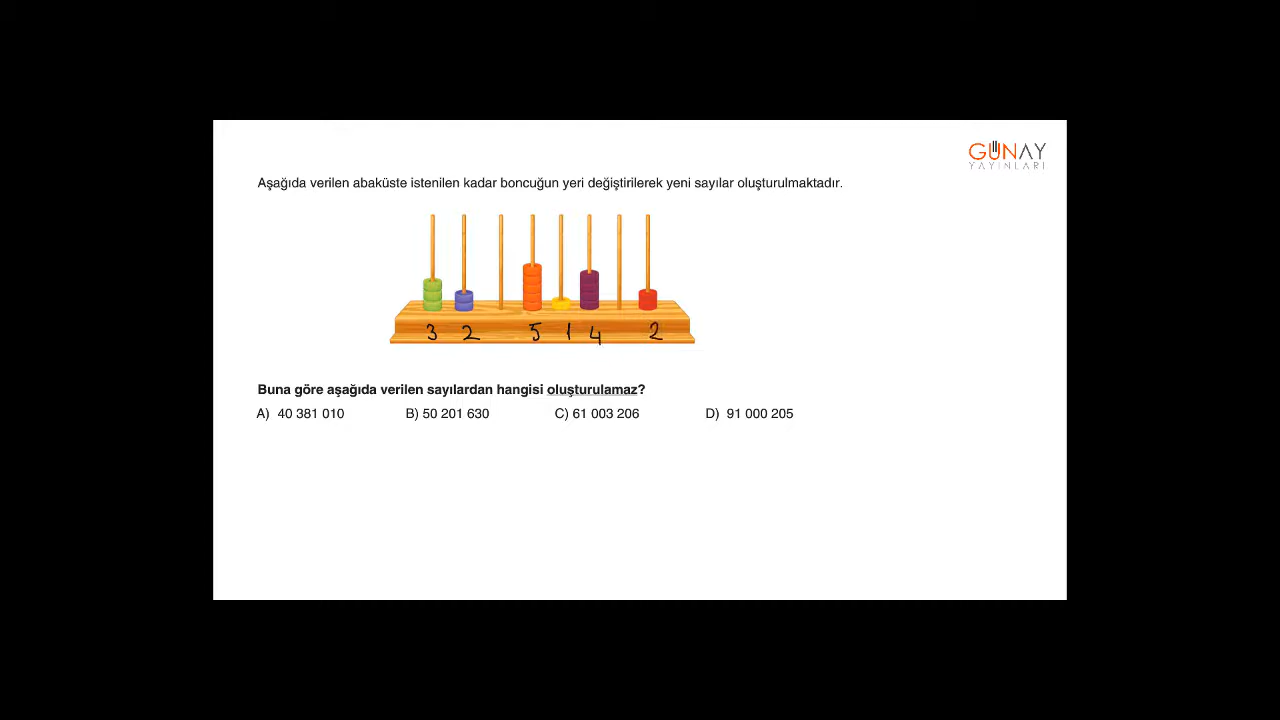 GÜNAY
YAYINLARI
Aşağıda verilen abaküste istenilen kadar boncuğun yeri değiştirilerek yeni sayılar oluşturulmaktadır.
3 2 5 1 4 2
Buna göre aşağıda verilen sayılardan hangisi oluşturulamaz?
A) 40 381 010 B) 50 201 630 C) 61 003 206 D) 91 000 205